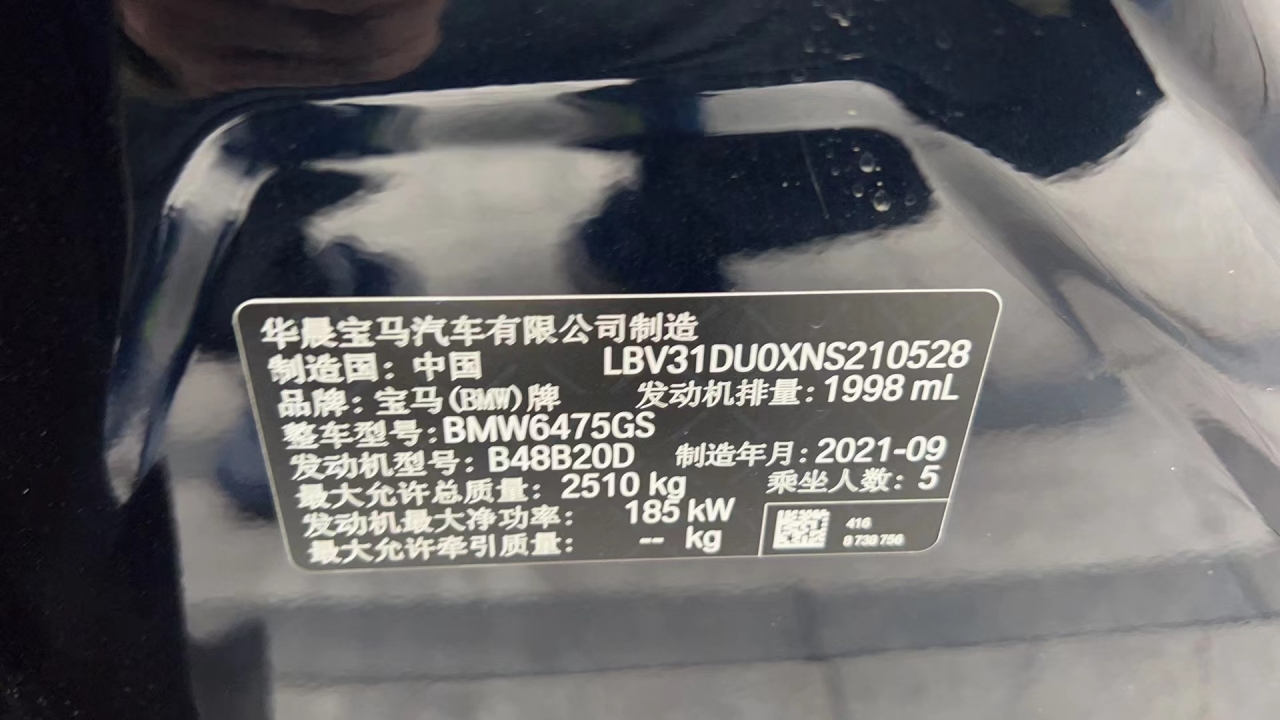 华晨宝马汽车有限公司制造
制造国：中国 LBV31DU0XNS210528
品牌：宝马(BMW)牌 发动机排量：1998 mL
整车型号：BMW6475GS
发动机型号：B48B20D 制造年月：2021-09
最大允许总质量：2510 kg 乘坐人数：5
发动机最大净功率：185 kW
最大允许牵引质量：-- kg
416
8 738 756